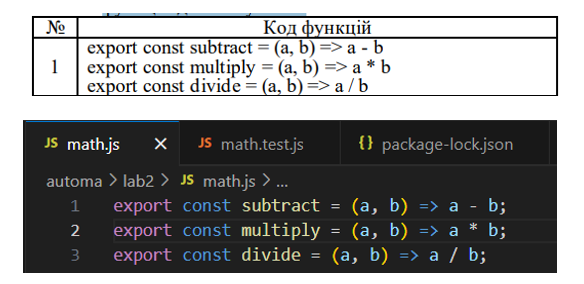 № Код функцій
export const subtract = (a, b) => a - b
1 export const multiply = (a, b) => a * b
export const divide = (a, b) => a / b
JS math.js × JS math.test.js {} package-lock.json
automa > lab2 > JS math.js > ...
1 export const subtract = (a, b) => a - b;
2 export const multiply = (a, b) => a * b;
3 export const divide = (a, b) => a / b;